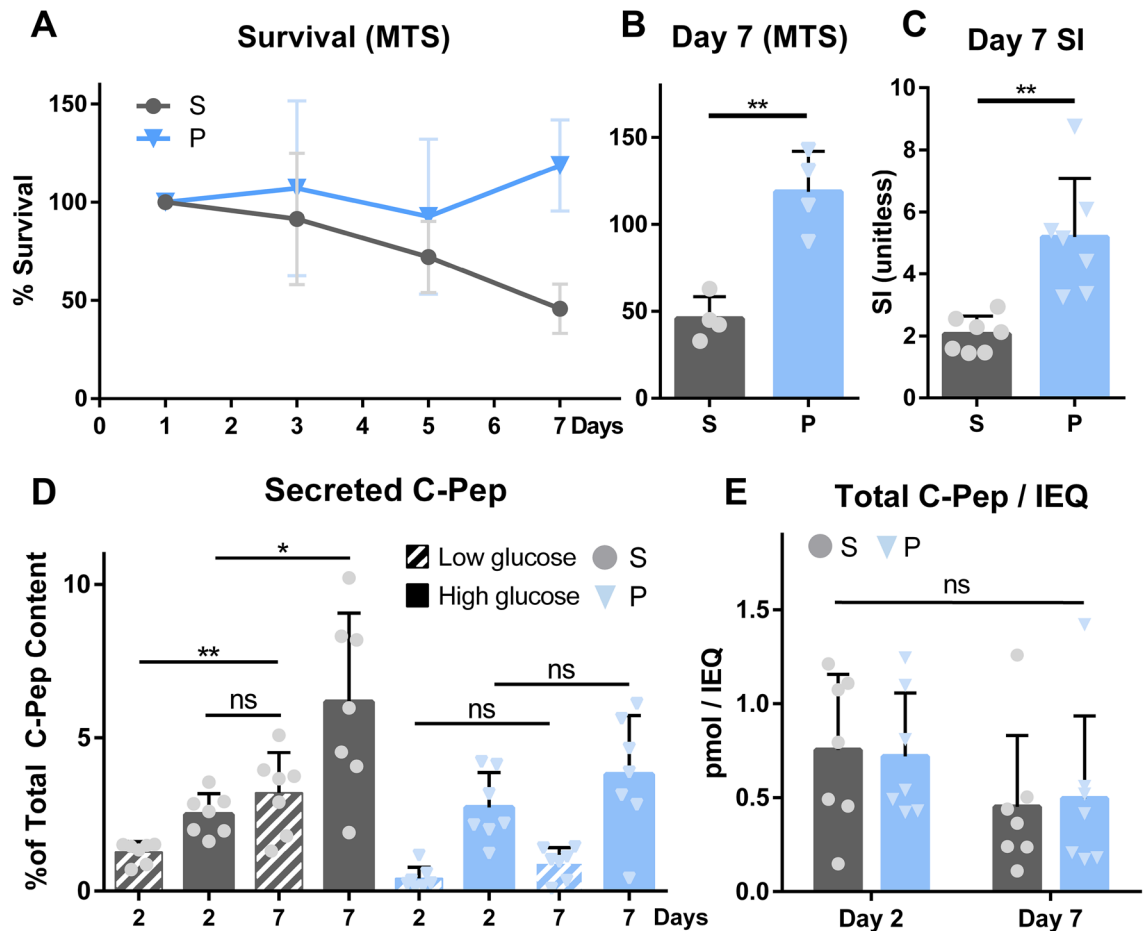 A
Survival (MTS)
% Survival
150
100
50
0
S
P
0 1 2 3 4 5 6 7 Days
B
Day 7 (MTS)
**
150
100
50
0
S P
C
Day 7 SI
**
SI (unitless)
10
8
6
4
2
0
S P
D
Secreted C-Pep
%of Total C-Pep Content
10
5
0
*
**
ns
ns
ns
Low glucose S
High glucose P
2 2 7 7 2 2 7 7 Days
E
Total C-Pep / IEQ
S P
ns
pmol / IEQ
1.5
1.0
0.5
0.0
Day 2 Day 7